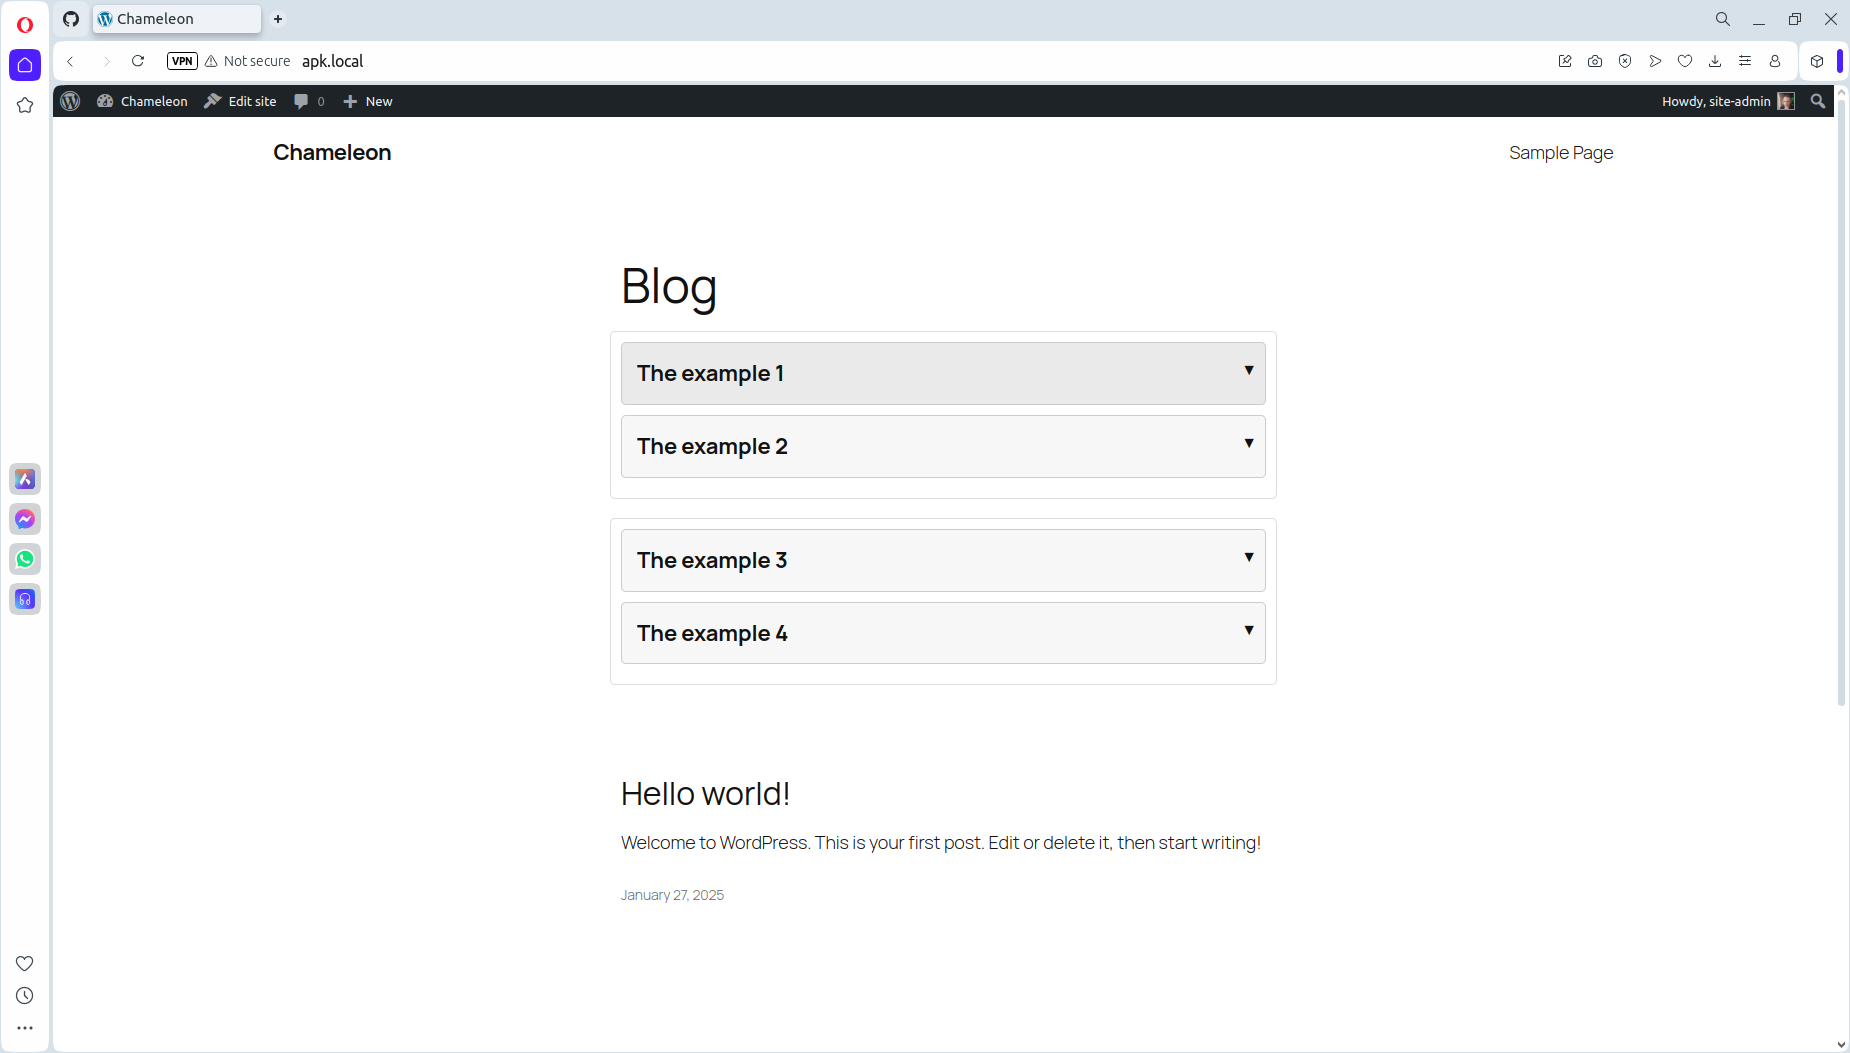 Chameleon
VPN Not secure apk.local
Chameleon Edit site 0 New Howdy, site-admin
Chameleon Sample Page
Blog
The example 1 ▼
The example 2 ▼
The example 3 ▼
The example 4 ▼
Hello world!
Welcome to WordPress. This is your first post. Edit or delete it, then start writing!
January 27, 2025